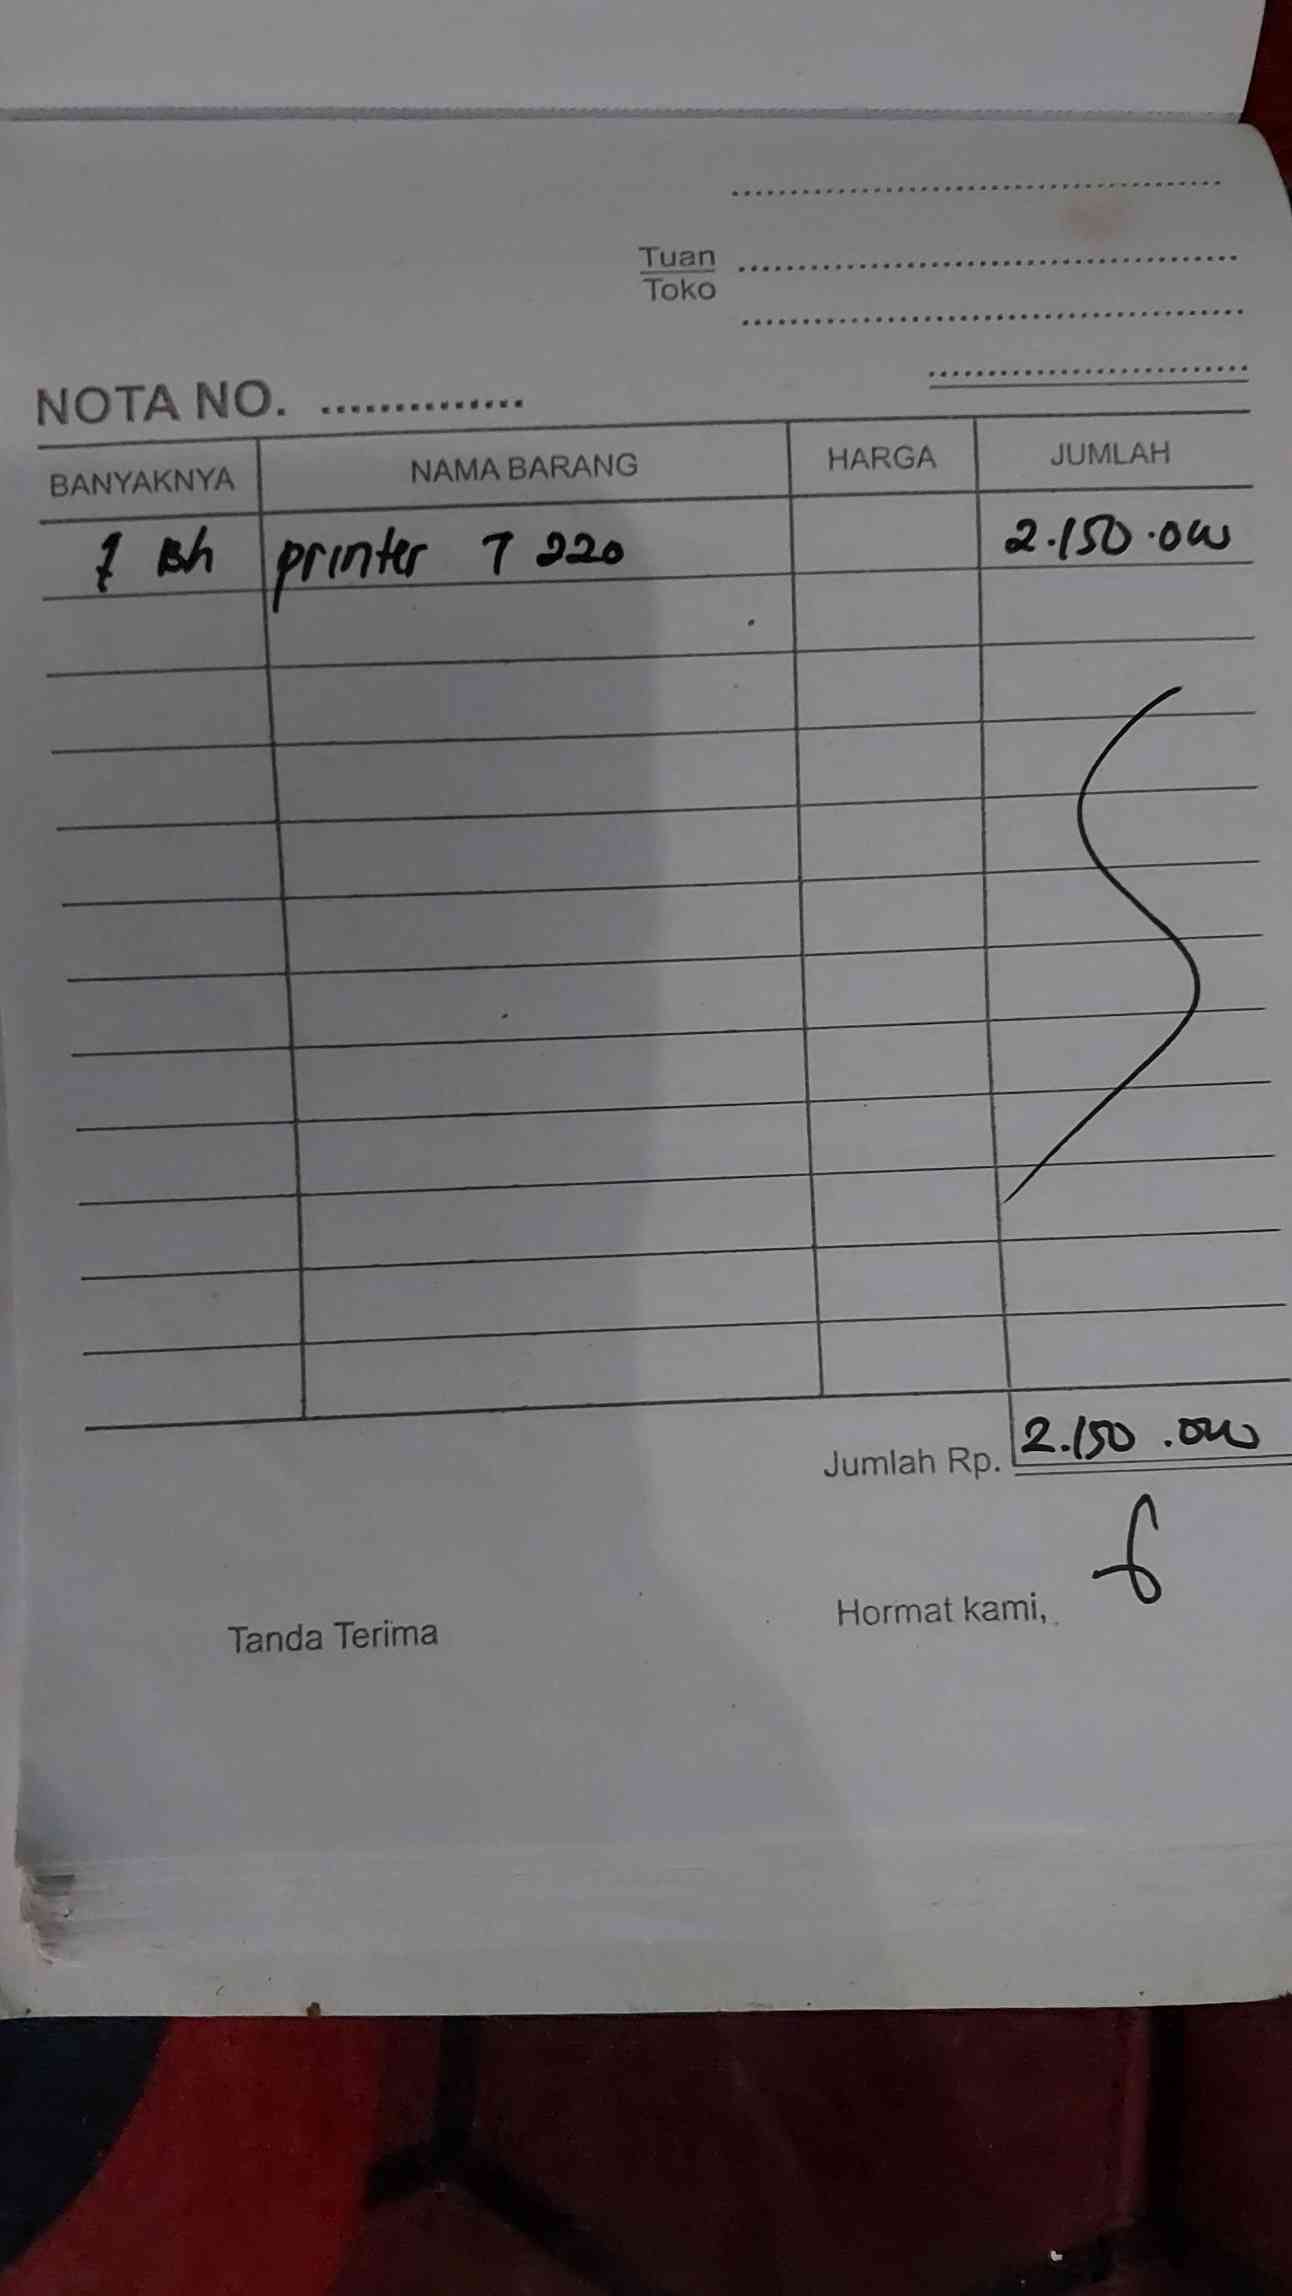 Tuan
Toko
NOTA NO.
BANYAKNYA NAMA BARANG HARGA JUMLAH
1 Bh printer T 220 2.150.000
Jumlah Rp. 2.150.000
Tanda Terima Hormat kami,